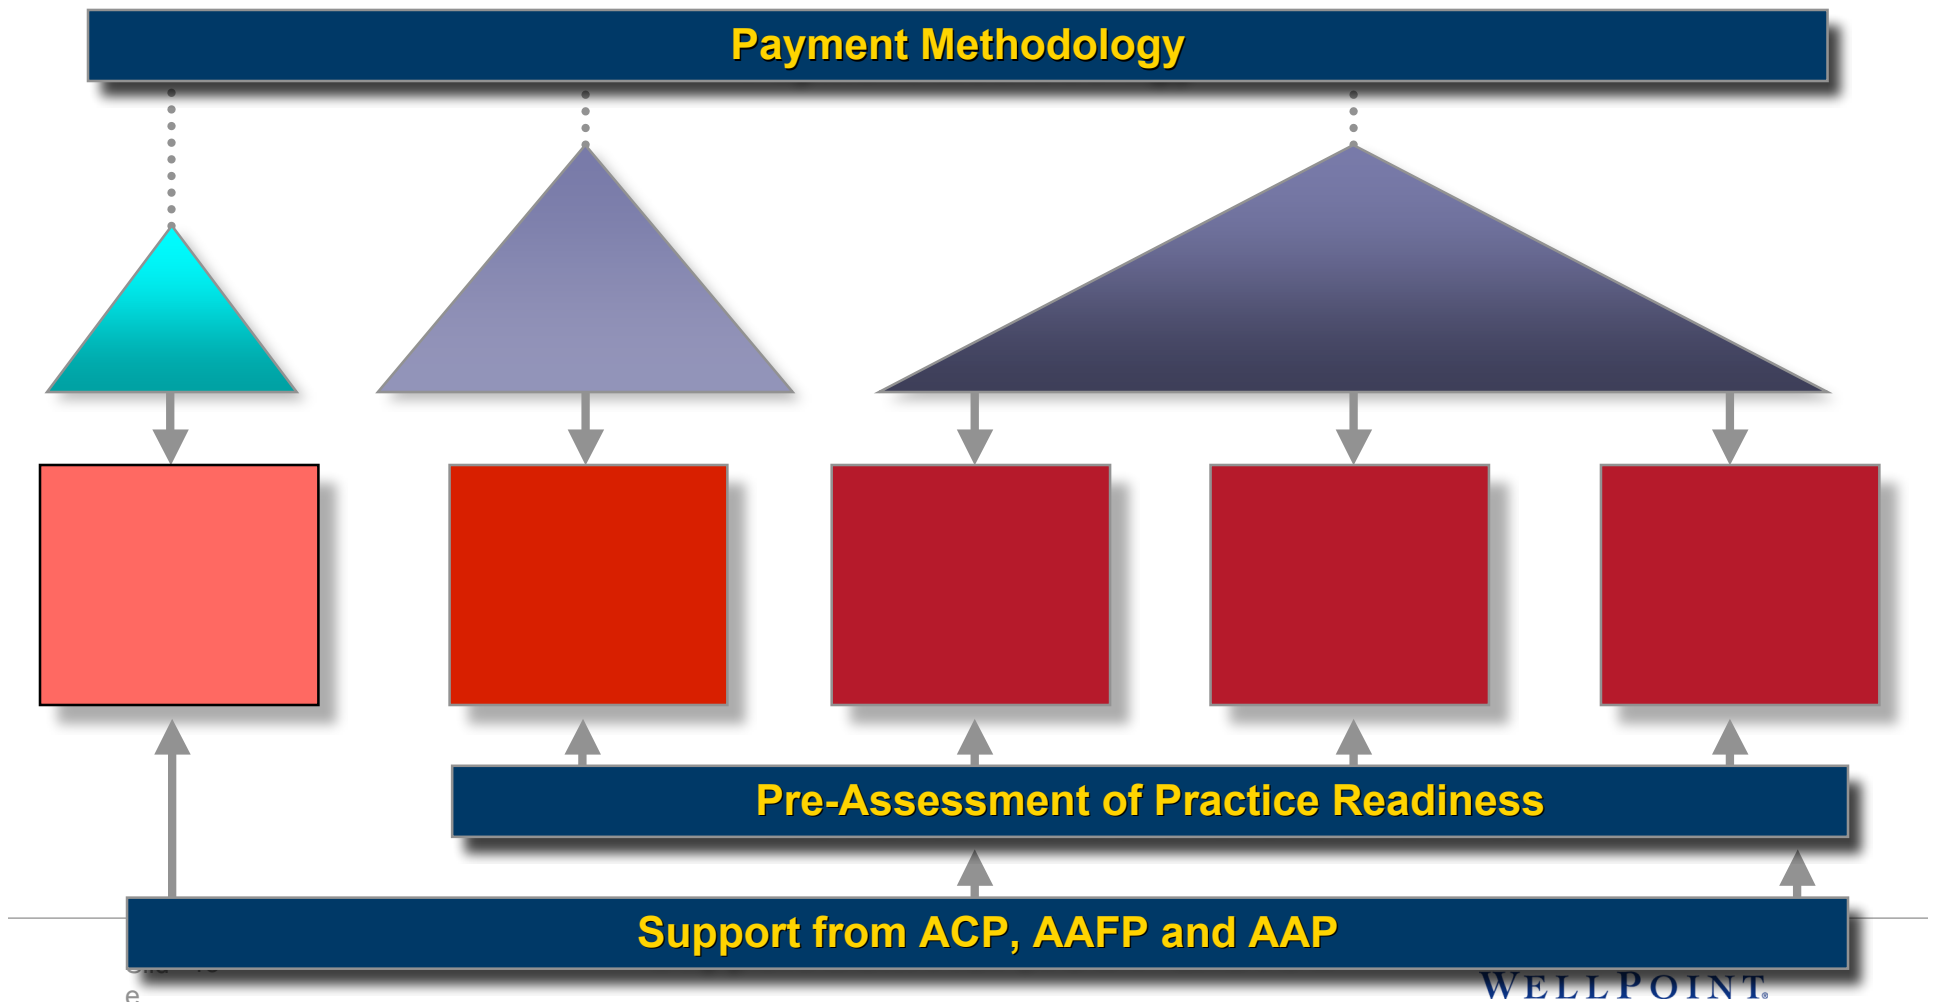 Payment Methodology
Pre-Assessment of Practice Readiness
Support from ACP, AAFP and AAP
e
WELLPOINT®